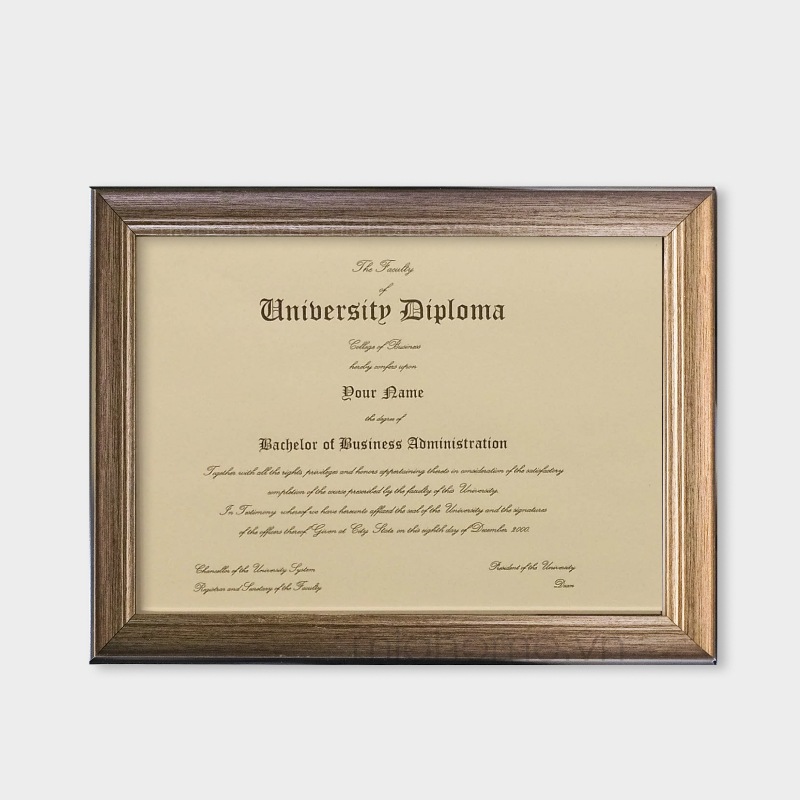 The Faculty
of
University Diploma
College of Business
hereby confers upon
Your Name
the degree of
Bachelor of Business Administration
Together with all the rights, privileges and honors appertaining thereto in consideration of the satisfactory
completion of the course prescribed by the faculty of this University.
In Testimony whereof we have hereunto affixed the seal of the University and the signatures
of the officers thereof. Given at City, State on this eighth day of December, 2000.
Chancellor of the University System
President of the University
Registrar and Secretary of the Faculty
Dean
miahome.vn